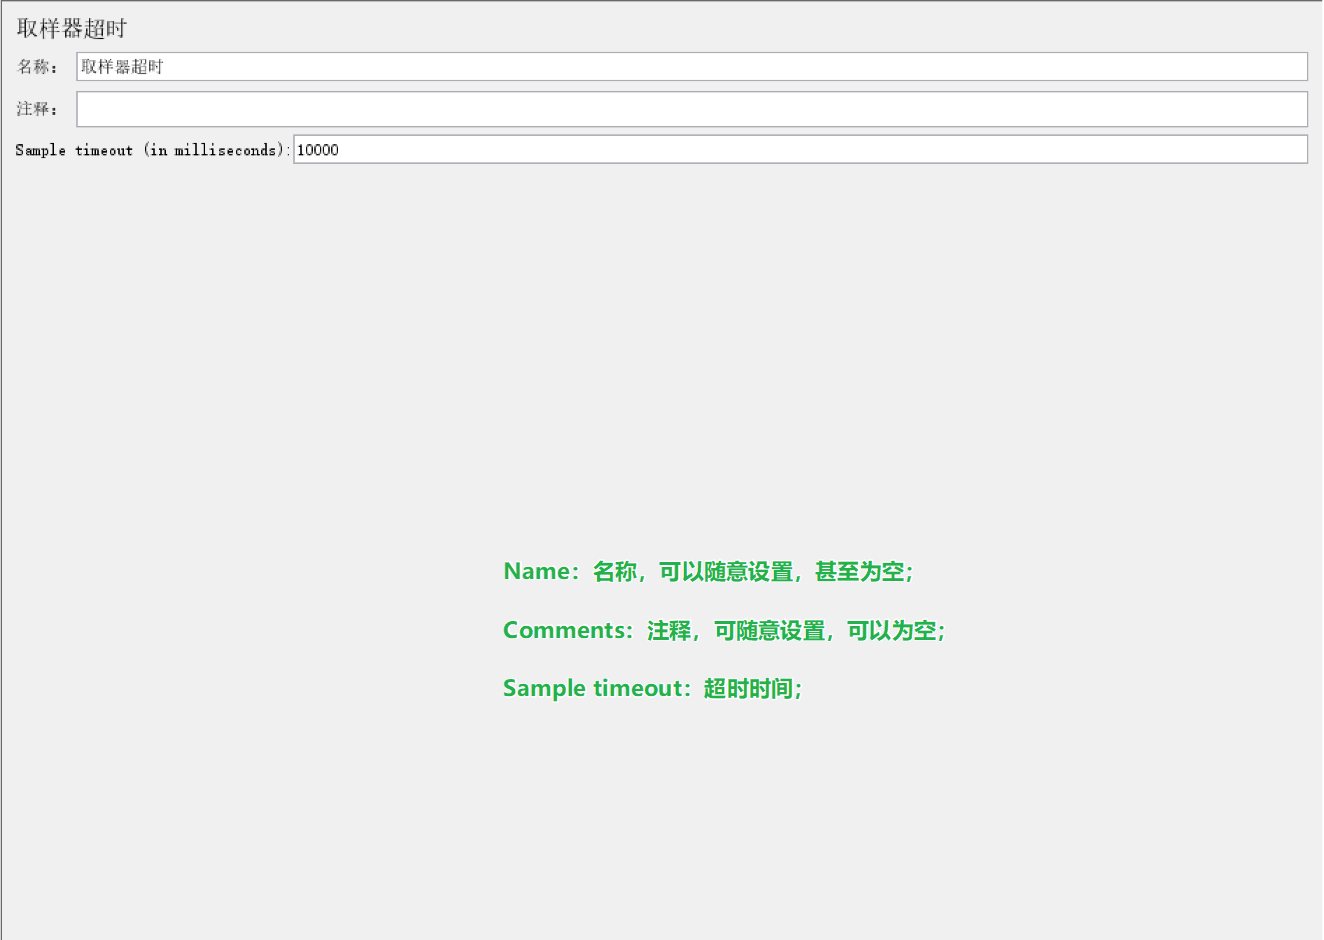 取样器超时
名称： 取样器超时
注释：
Sample timeout (in milliseconds): 10000
Name：名称，可以随意设置，甚至为空；
Comments：注释，可随意设置，可以为空；
Sample timeout：超时时间；